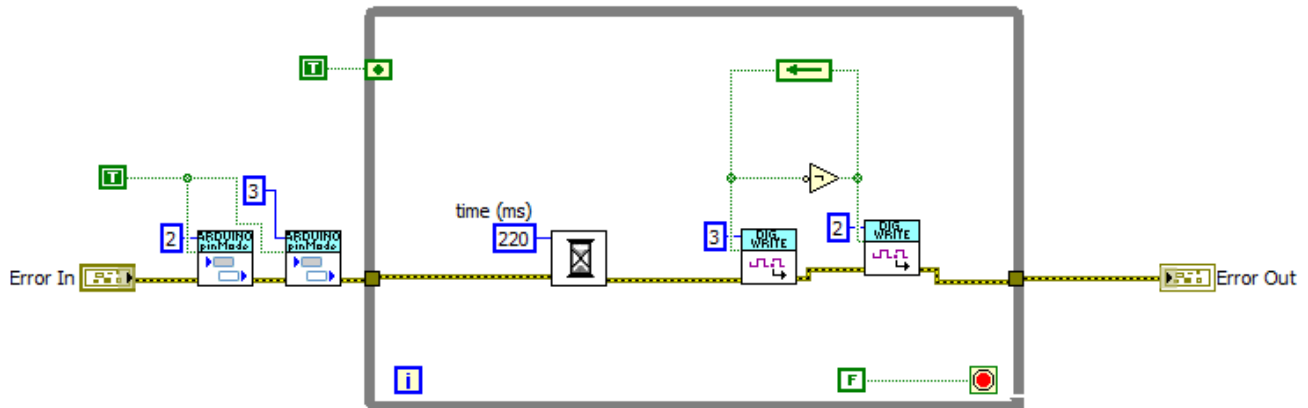 T
T
3
time (ms)
2
ARDUINO
pinMode
ARDUINO
pinMode
220
3
DIG
WRITE
2
DIG
WRITE
Error In
Error Out
i
F